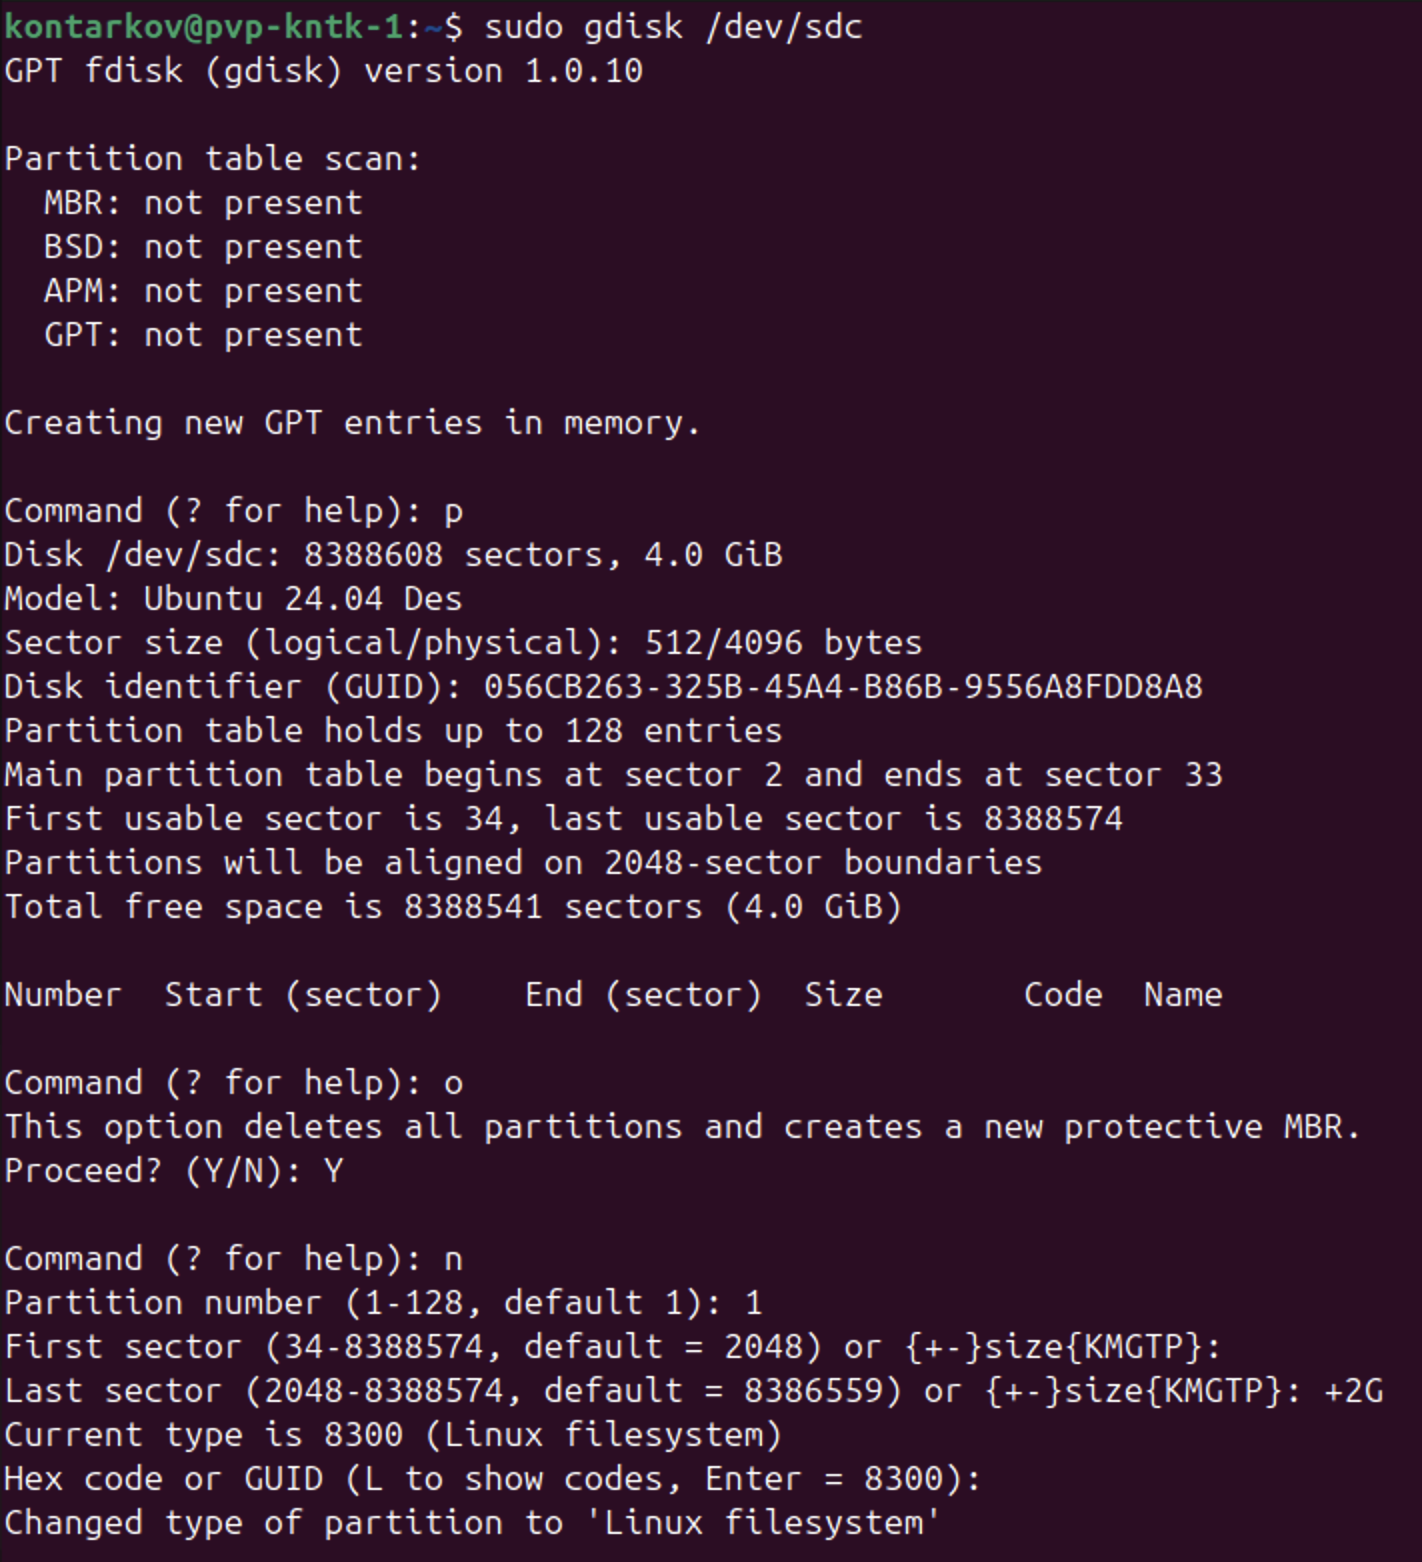 kontarkov@pvp-kntk-1:~$ sudo gdisk /dev/sdc
GPT fdisk (gdisk) version 1.0.10

Partition table scan:
  MBR: not present
  BSD: not present
  APM: not present
  GPT: not present

Creating new GPT entries in memory.

Command (? for help): p
Disk /dev/sdc: 8388608 sectors, 4.0 GiB
Model: Ubuntu 24.04 Des
Sector size (logical/physical): 512/4096 bytes
Disk identifier (GUID): 056CB263-325B-45A4-B86B-9556A8FDD8A8
Partition table holds up to 128 entries
Main partition table begins at sector 2 and ends at sector 33
First usable sector is 34, last usable sector is 8388574
Partitions will be aligned on 2048-sector boundaries
Total free space is 8388541 sectors (4.0 GiB)

Number  Start (sector)    End (sector)  Size       Code  Name

Command (? for help): o
This option deletes all partitions and creates a new protective MBR.
Proceed? (Y/N): Y

Command (? for help): n
Partition number (1-128, default 1): 1
First sector (34-8388574, default = 2048) or {+-}size{KMGTP}:
Last sector (2048-8388574, default = 8386559) or {+-}size{KMGTP}: +2G
Current type is 8300 (Linux filesystem)
Hex code or GUID (L to show codes, Enter = 8300):
Changed type of partition to 'Linux filesystem'